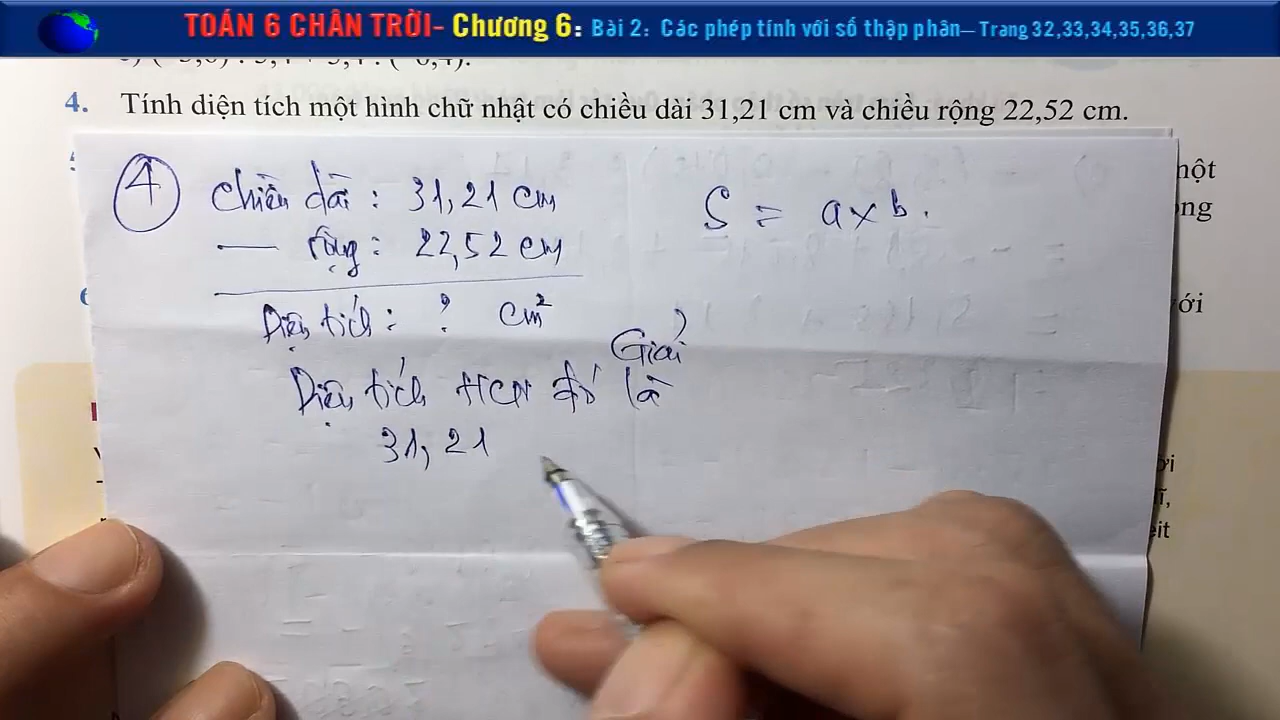 TOÁN 6 CHÂN TRỜI- Chương 6: Bài 2: Các phép tính với số thập phân– Trang 32,33,34,35,36,37
4. Tính diện tích một hình chữ nhật có chiều dài 31,21 cm và chiều rộng 22,52 cm.
4
Chiều dài : 31,21 cm
— rộng : 22,52 cm
Diện tích : ? cm²
S = a x b.
Giải
Diện tích HCN đó là
31, 21
một
ộng
với